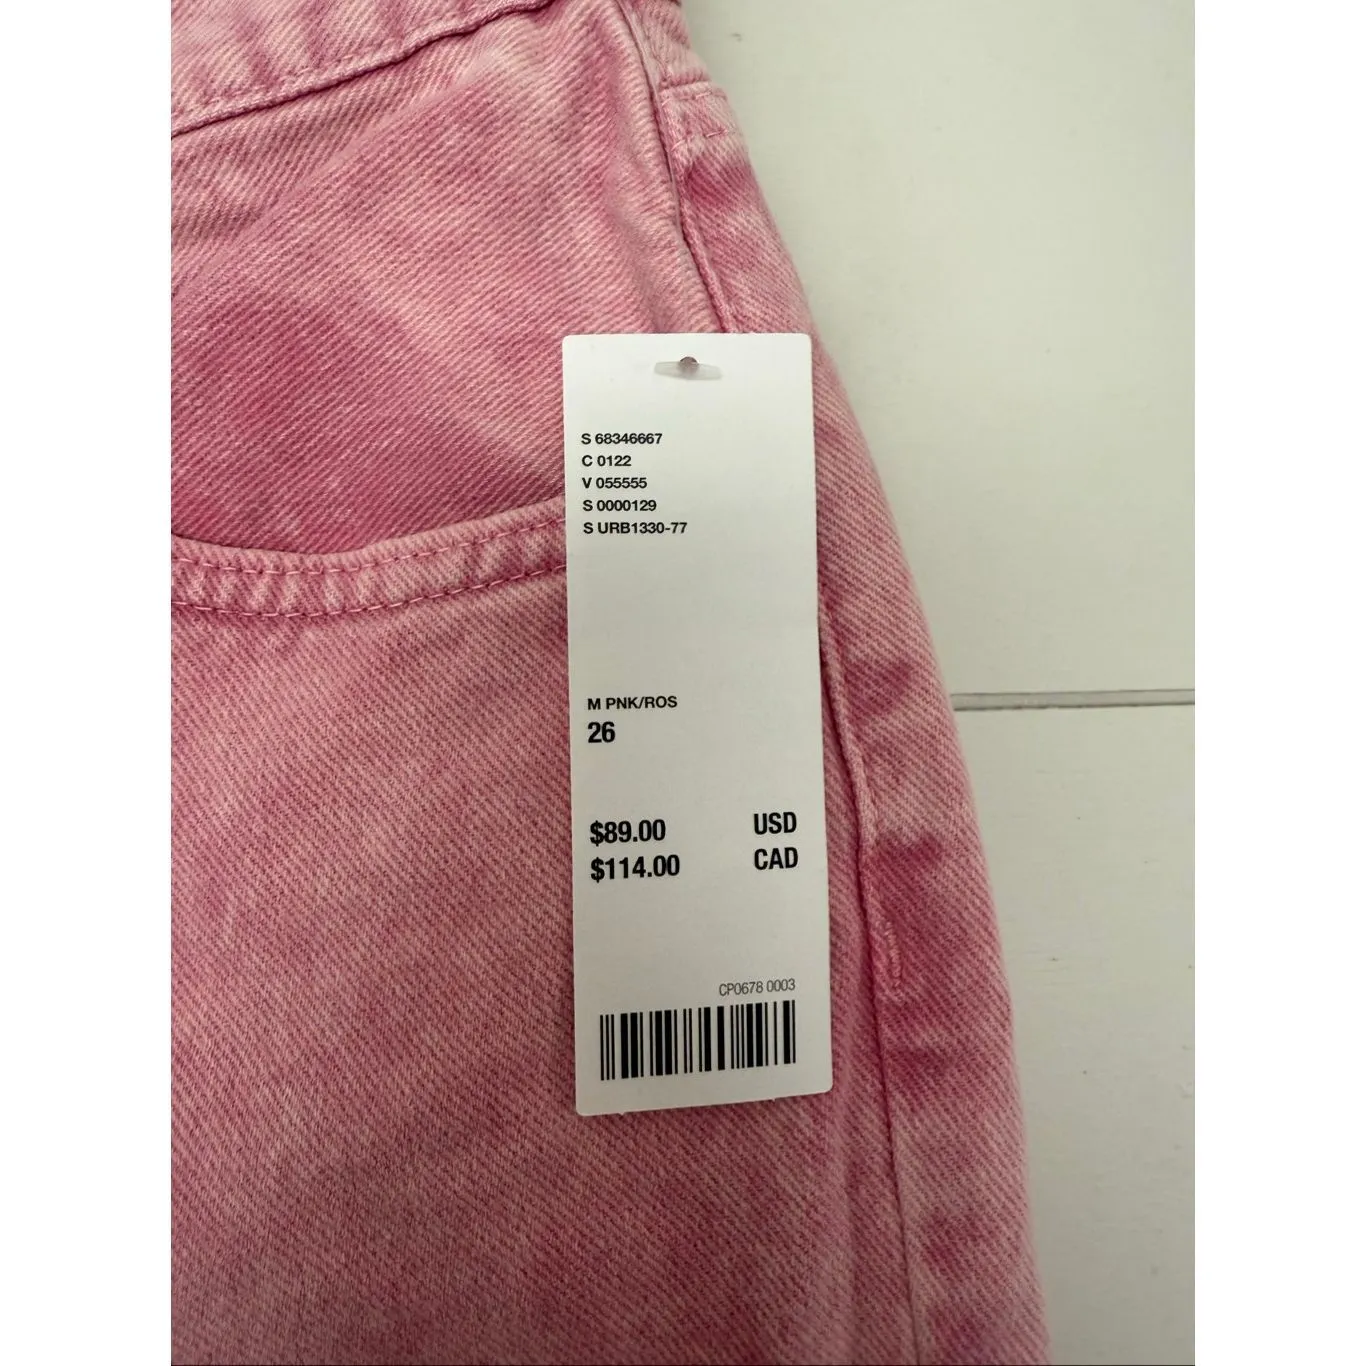 S 68346667
C 0122
V 055555
S 0000129
S URB1330-77
M PNK/ROS
26
$89.00 USD
$114.00 CAD
CP0678 0003